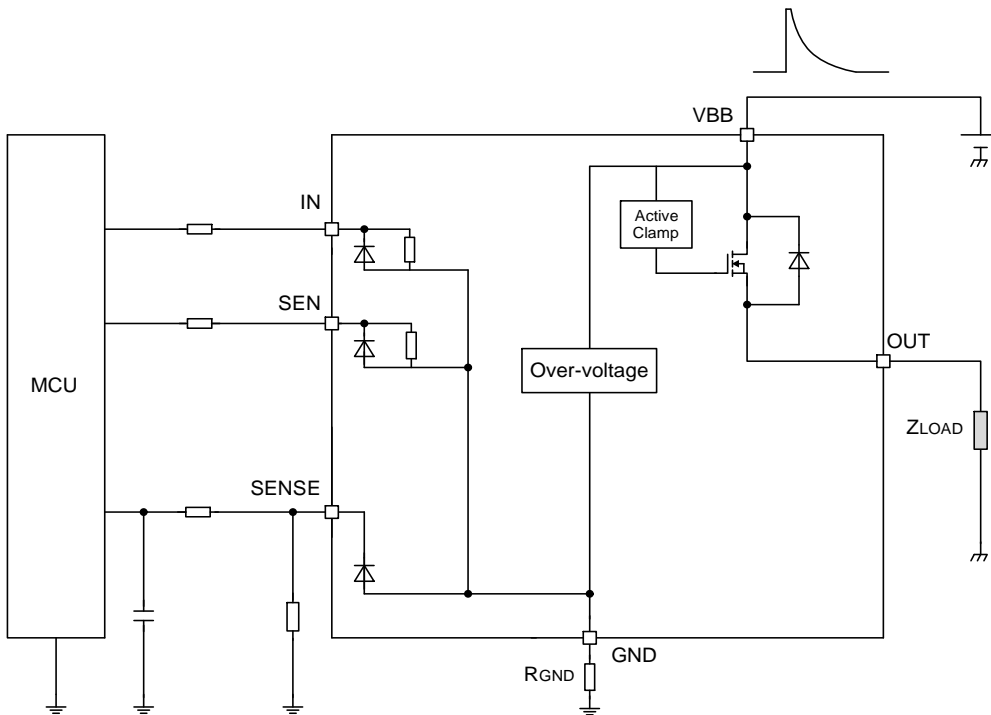 VBB
IN
Active
Clamp
SEN
OUT
Over-voltage
MCU
ZLOAD
SENSE
GND
RGND